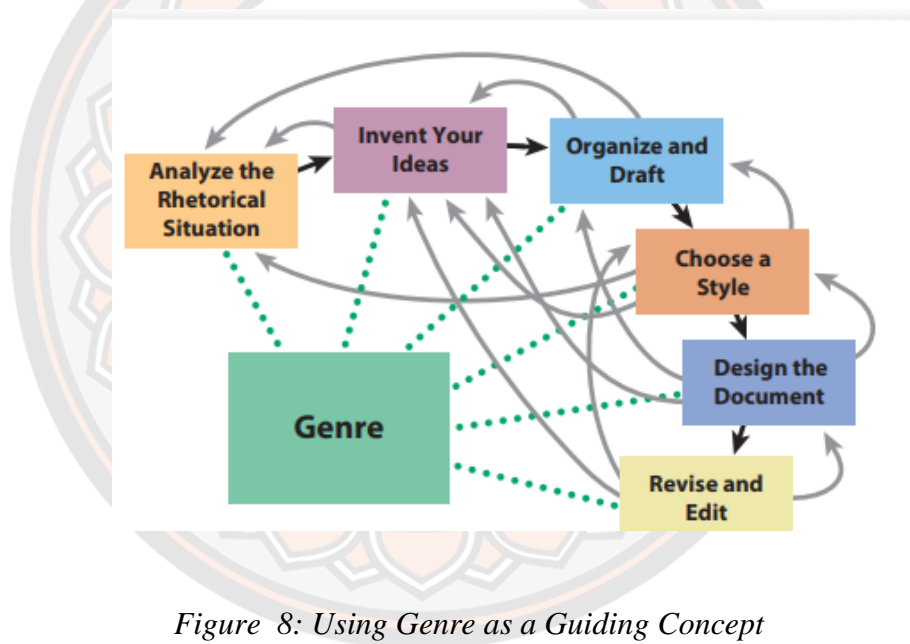 Analyze the
Rhetorical
Situation
Invent Your
Ideas
Organize and
Draft
Choose a
Style
Design the
Document
Revise and
Edit
Genre
Figure 8: Using Genre as a Guiding Concept